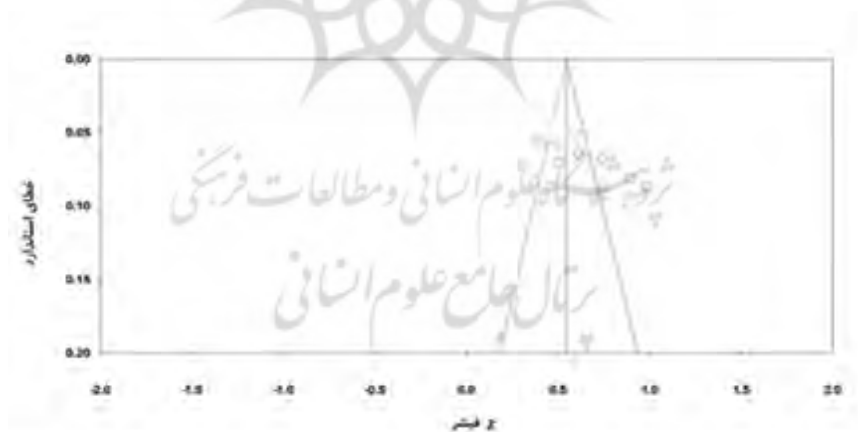 0.00
0.05
0.10
0.15
0.20
خطای استاندارد
پژوهشگاه علوم انسانی و مطالعات فرهنگی
پرتال جامع علوم انسانی
-2.0 -1.5 -1.0 -0.5 0.0 0.5 1.0 1.5 2.0
z فیشر